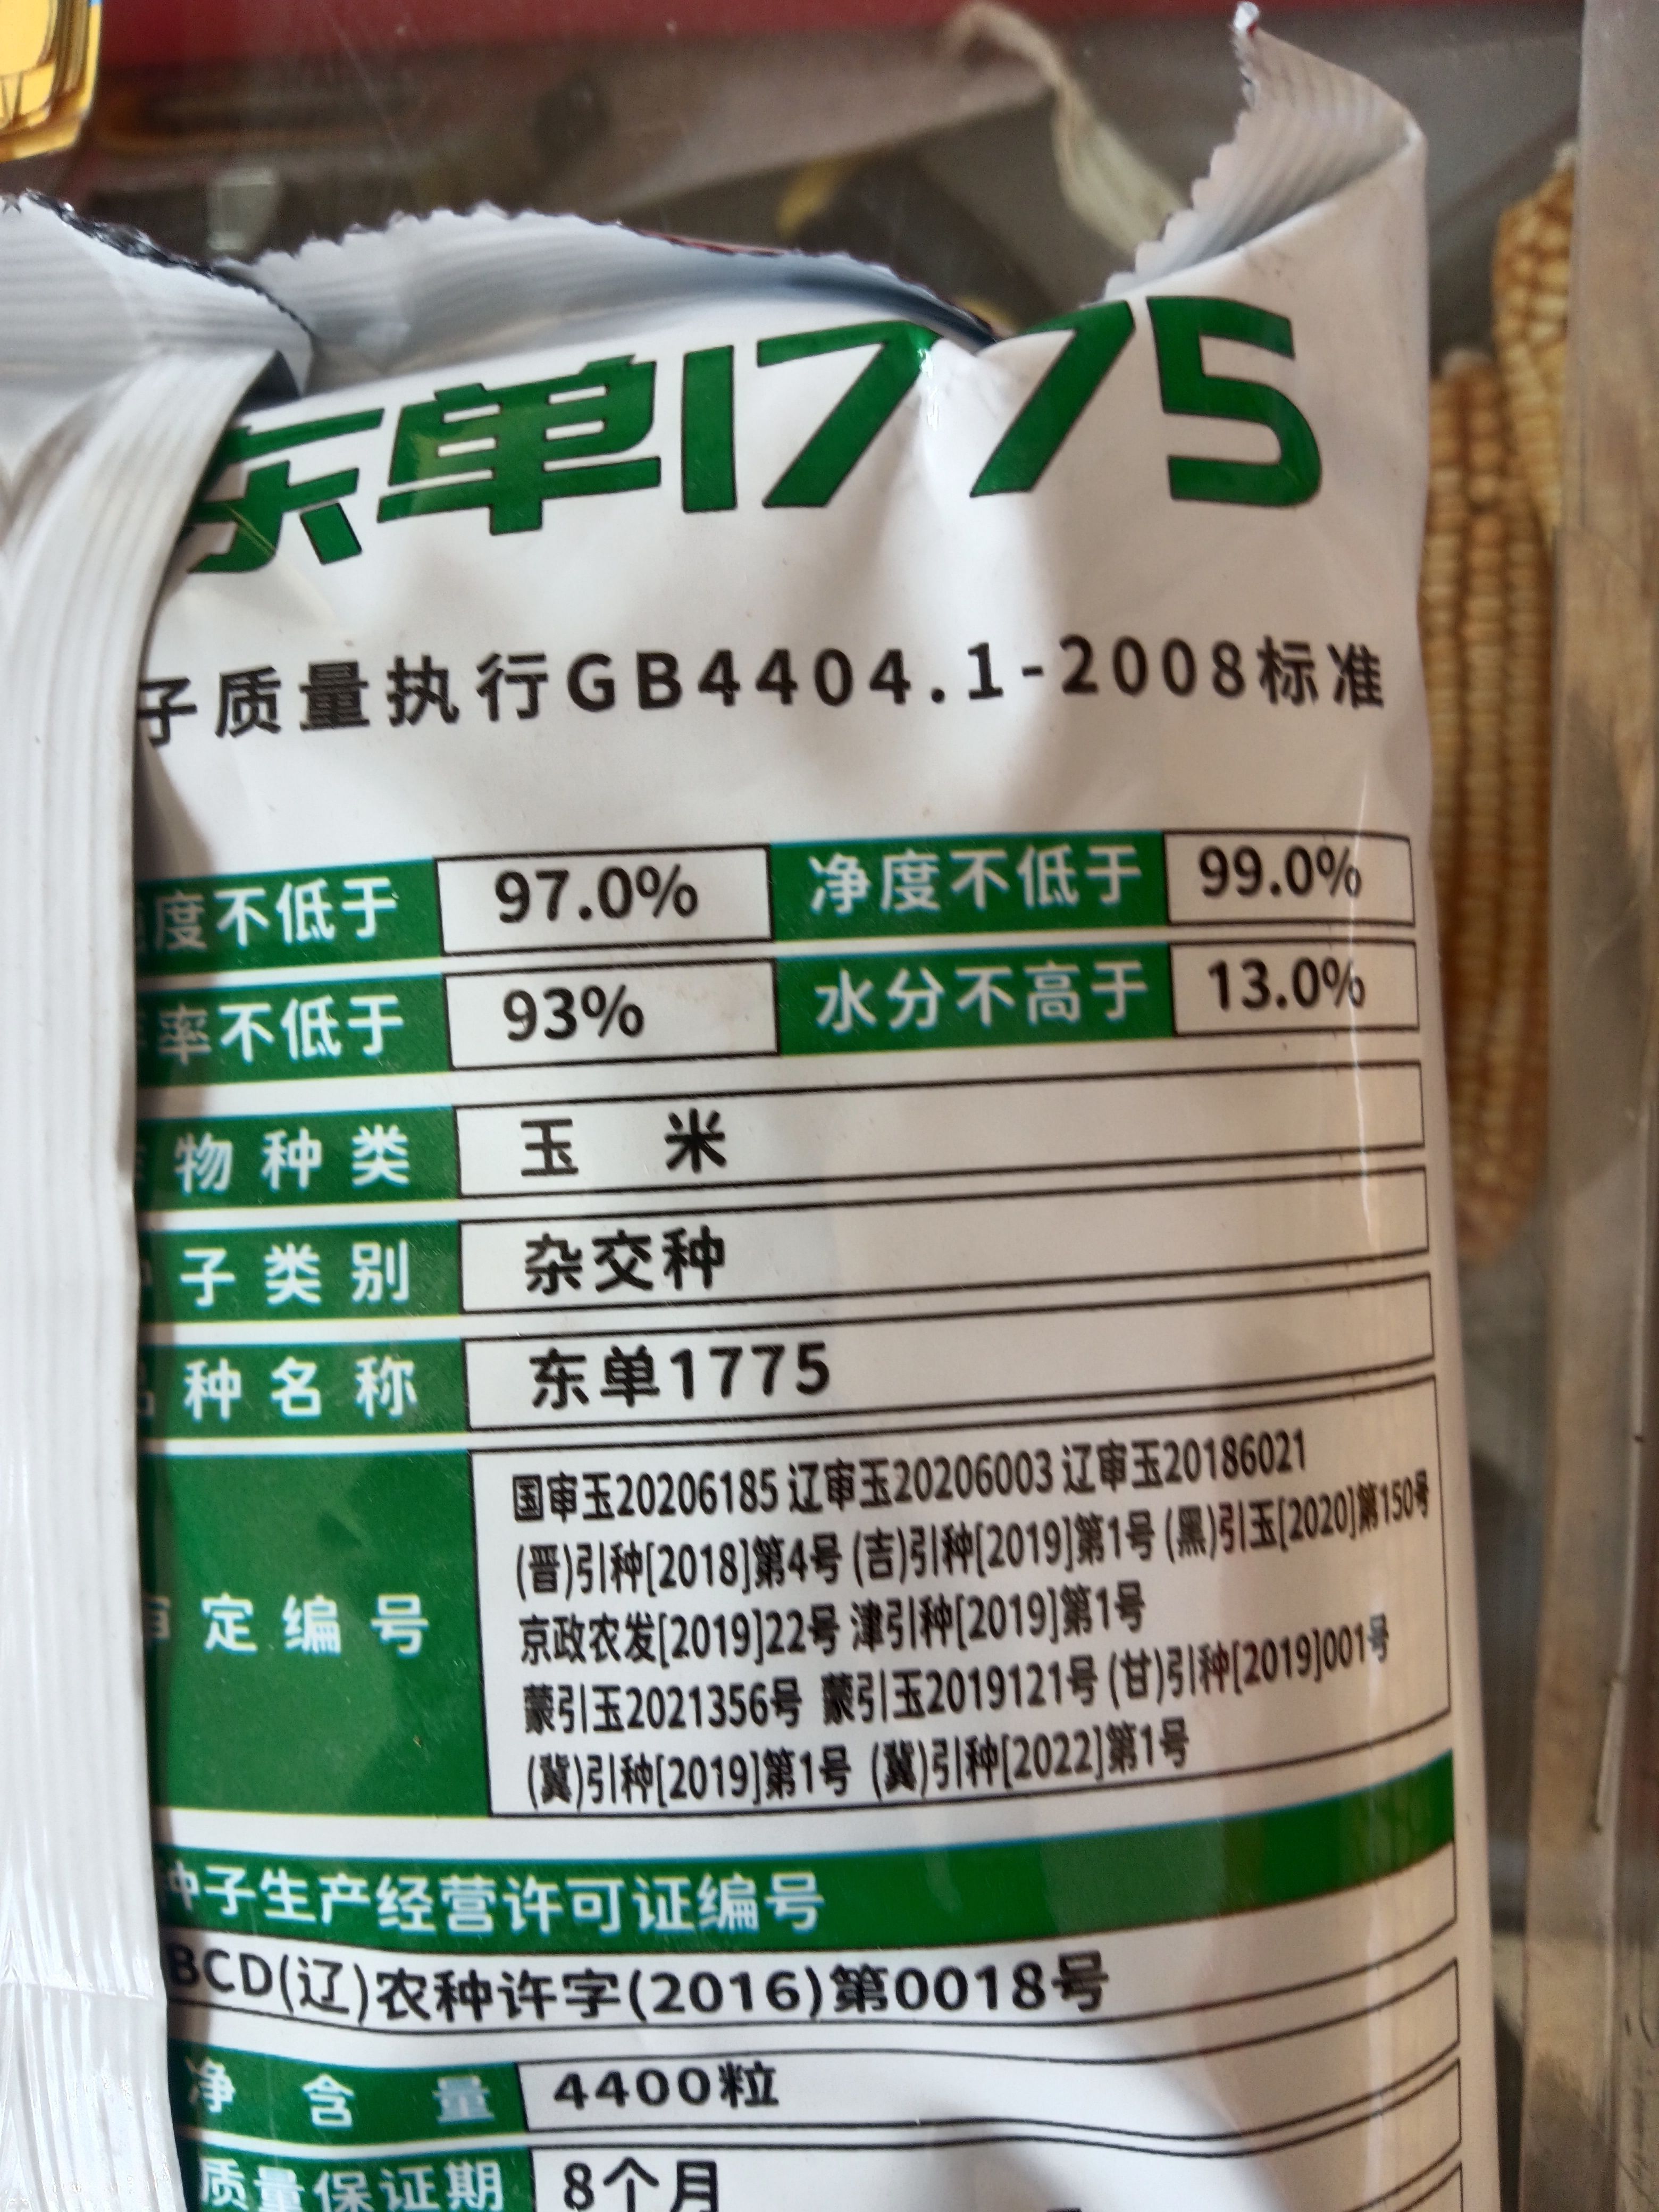 东单1775
子质量执行GB4404.1-2008标准
度不低于 97.0% 净度不低于 99.0%
率不低于 93% 水分不高于 13.0%
物种类 玉 米
子类别 杂交种
种名称 东单1775
定编号
国审玉20206185 辽审玉20206003 辽审玉20186021
(晋)引种[2018]第4号 (吉)引种[2019]第1号 (黑)引玉[2020]第150号
京政农发[2019]22号 津引种[2019]第1号
蒙引玉2021356号 蒙引玉2019121号 (甘)引种[2019]001号
(冀)引种[2019]第1号 (冀)引种[2022]第1号
种子生产经营许可证编号
BCD(辽)农种许字(2016)第0018号
净含量 4400粒
质量保证期 8个月